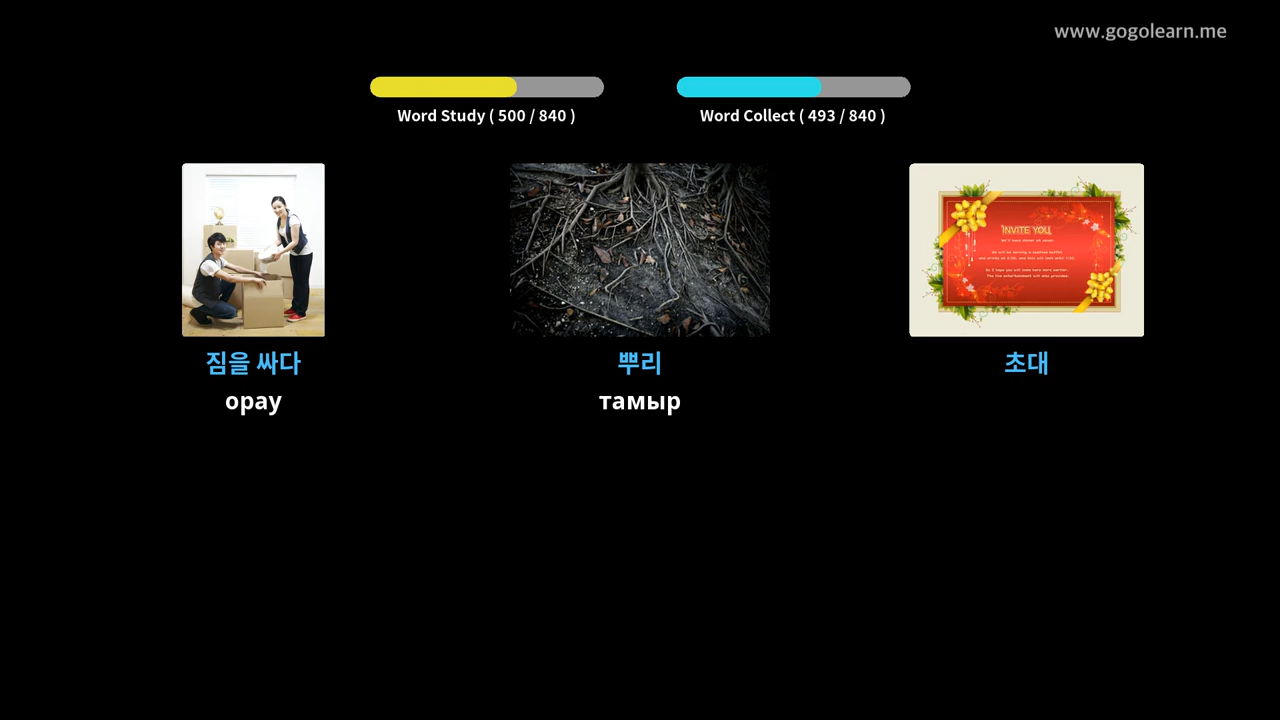 www.gogolearn.me
Word Study ( 500 / 840 )
Word Collect ( 493 / 840 )
INVITE YOU
짐을 싸다
뿌리
초대
орау
тамыр